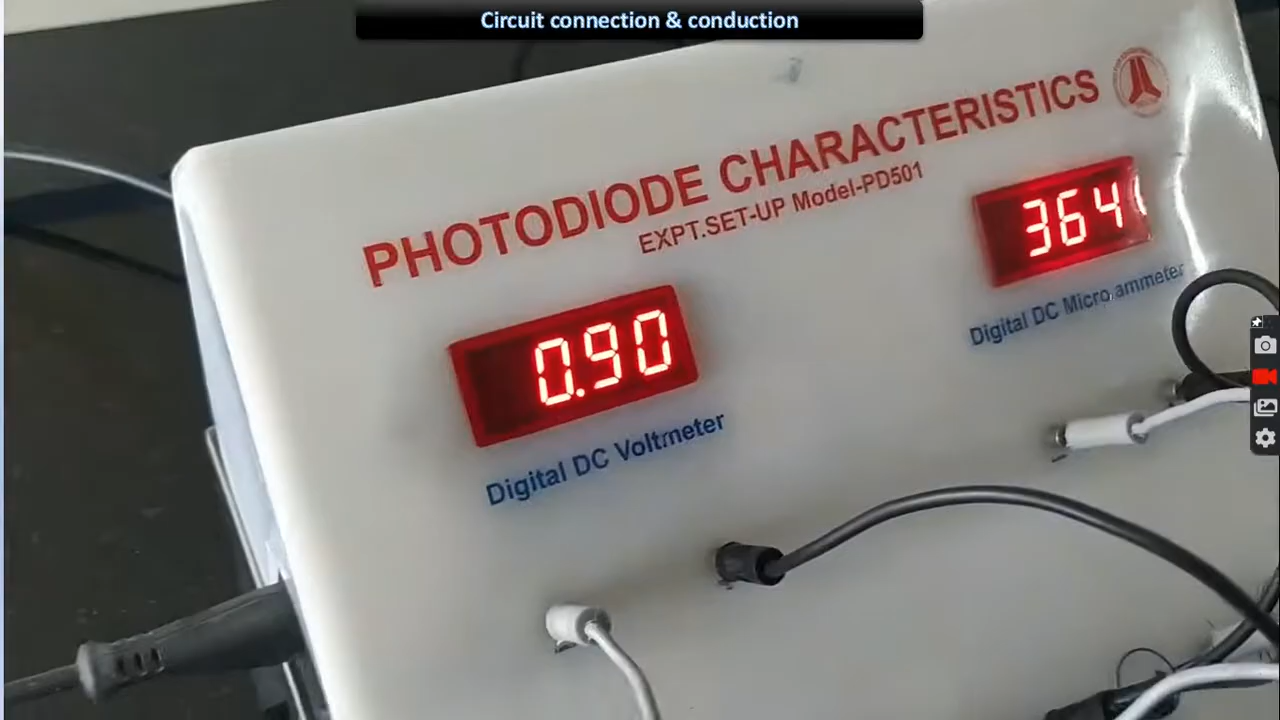 Circuit connection & conduction
PHOTODIODE CHARACTERISTICS
EXPT.SET-UP Model-PD501
364
Digital DC Micro ammeter
0.90
Digital DC Voltmeter